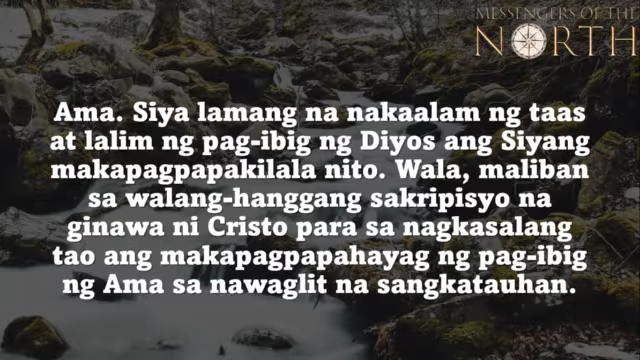 MESSENGERS OF THE
NORTH
Ama. Siya lamang na nakaalam ng taas
at lalim ng pag-ibig ng Diyos ang Siyang
makapagpapakilala nito. Wala, maliban
sa walang-hanggang sakripisyo na
ginawa ni Cristo para sa nagkasalang
tao ang makapagpapahayag ng pag-ibig
ng Ama sa nawaglit na sangkatauhan.